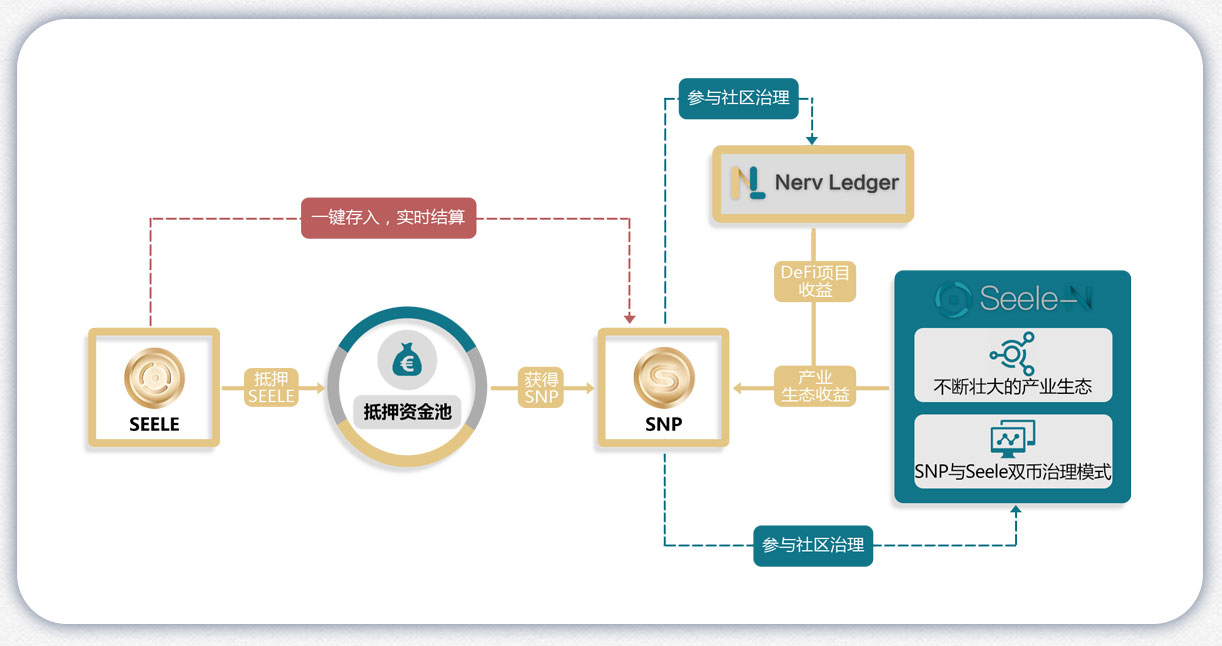 参与社区治理
Nerv Ledger
一键存入，实时结算
DeFi项目
收益
Seele-N
不断壮大的产业生态
SEELE
抵押
SEELE
抵押资金池
获得
SNP
SNP
产业
生态收益
SNP与Seele双币治理模式
参与社区治理